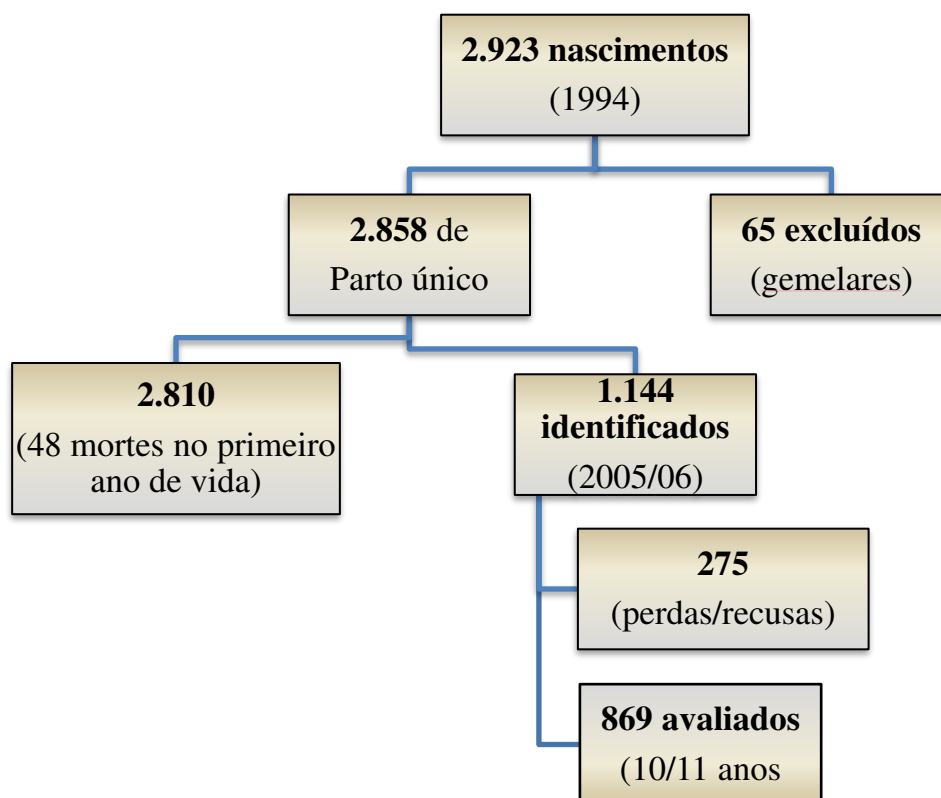 2.923 nascimentos
(1994)
2.858 de
Parto único
65 excluídos
(gemelares)
2.810
(48 mortes no primeiro
ano de vida)
1.144
identificados
(2005/06)
275
(perdas/recusas)
869 avaliados
(10/11 anos